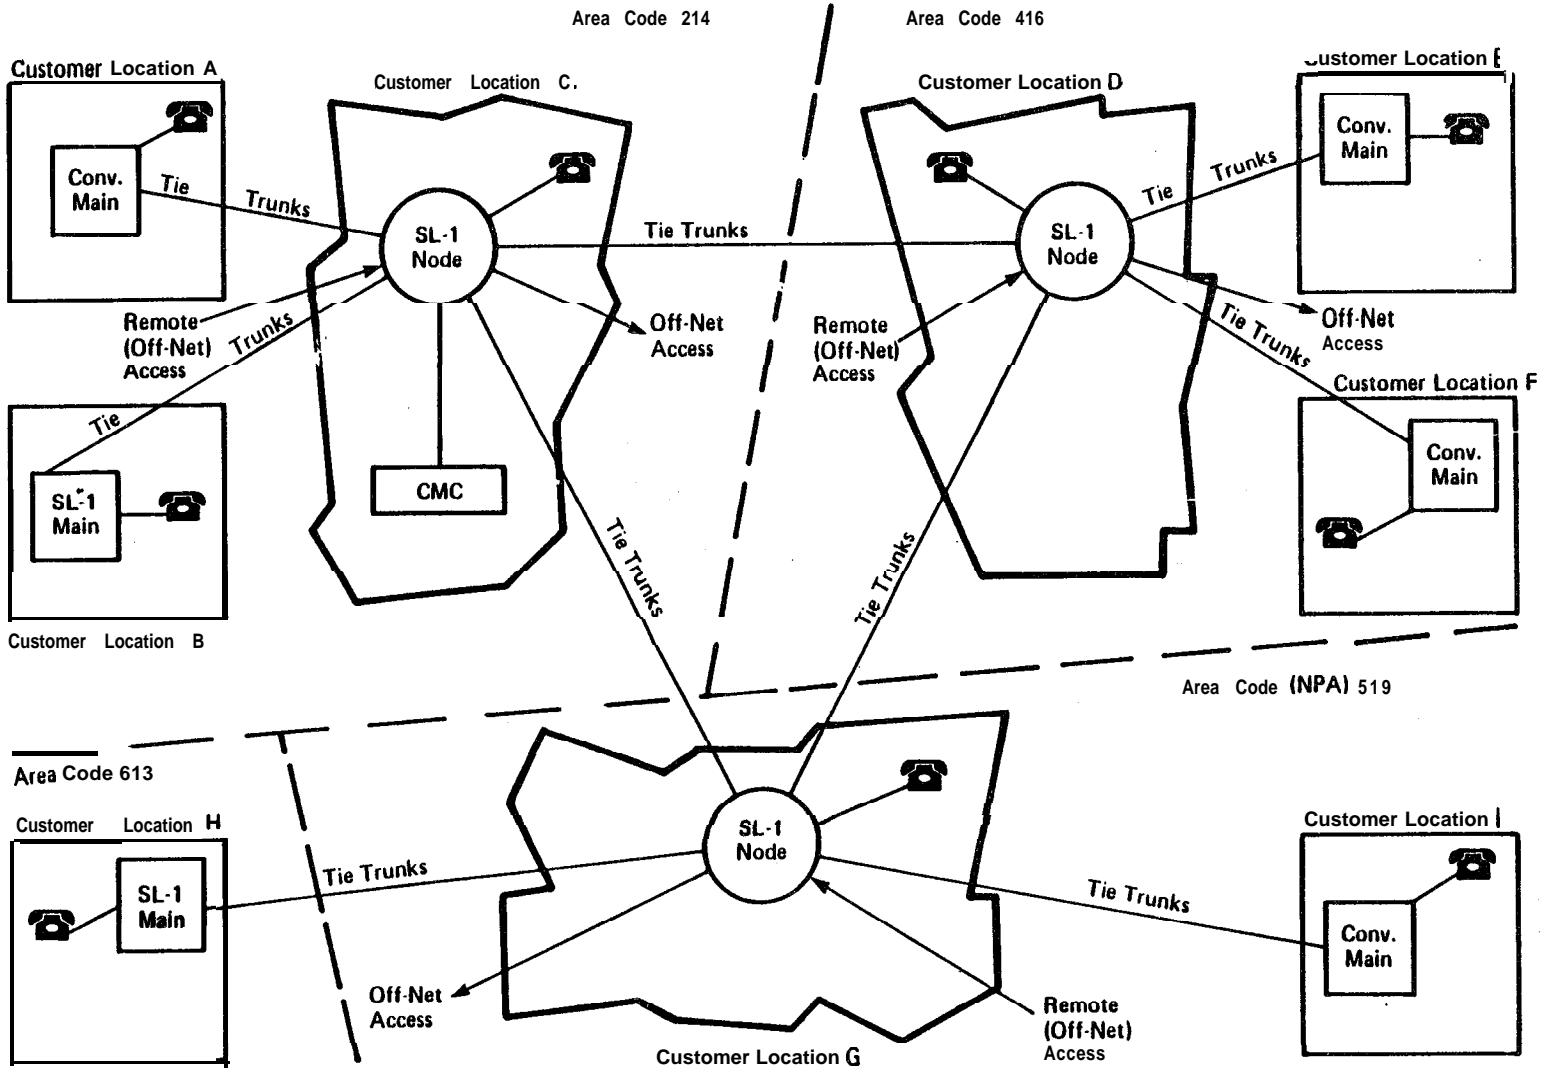 Area Code 214
Area Code 416
Customer Location A
Customer Location C.
Customer Location D
Customer Location
Conv.
Main
Tie Trunks
SL-1
Node
Tie Trunks
SL-1
Node
Tie Trunks
Conv.
Main
Remote
(Off-Net)
Access
Tie Trunks
Off-Net
Access
Remote
(Off-Net)
Access
Tie Trunks
Off-Net
Access
Customer Location F
SL-1
Main
CMC
Conv.
Main
Customer Location B
Tie Trunks
Tie Trunks
Area Code (NPA) 519
Area Code 613
Customer Location H
SL-1
Main
Tie Trunks
SL-1
Node
Tie Trunks
Customer Location I
Conv.
Main
Off-Net
Access
Remote
(Off-Net)
Access
Customer Location G